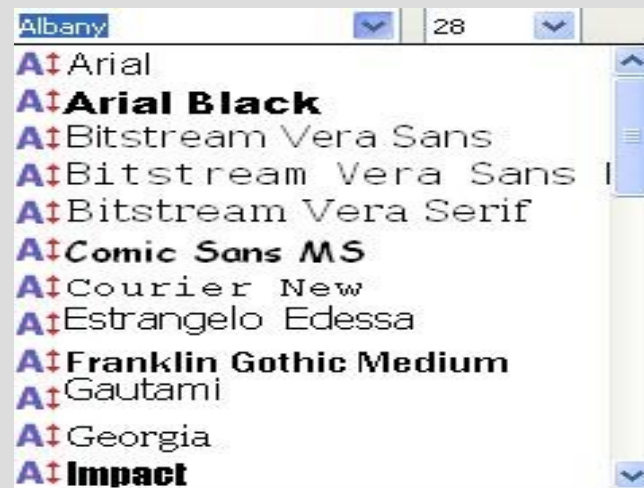 Albany 28
Arial
Arial Black
Bitstream Vera Sans
Bitstream Vera Sans
Bitstream Vera Serif
Comic Sans MS
Courier New
Estrangelo Edessa
Franklin Gothic Medium
Gautami
Georgia
Impact